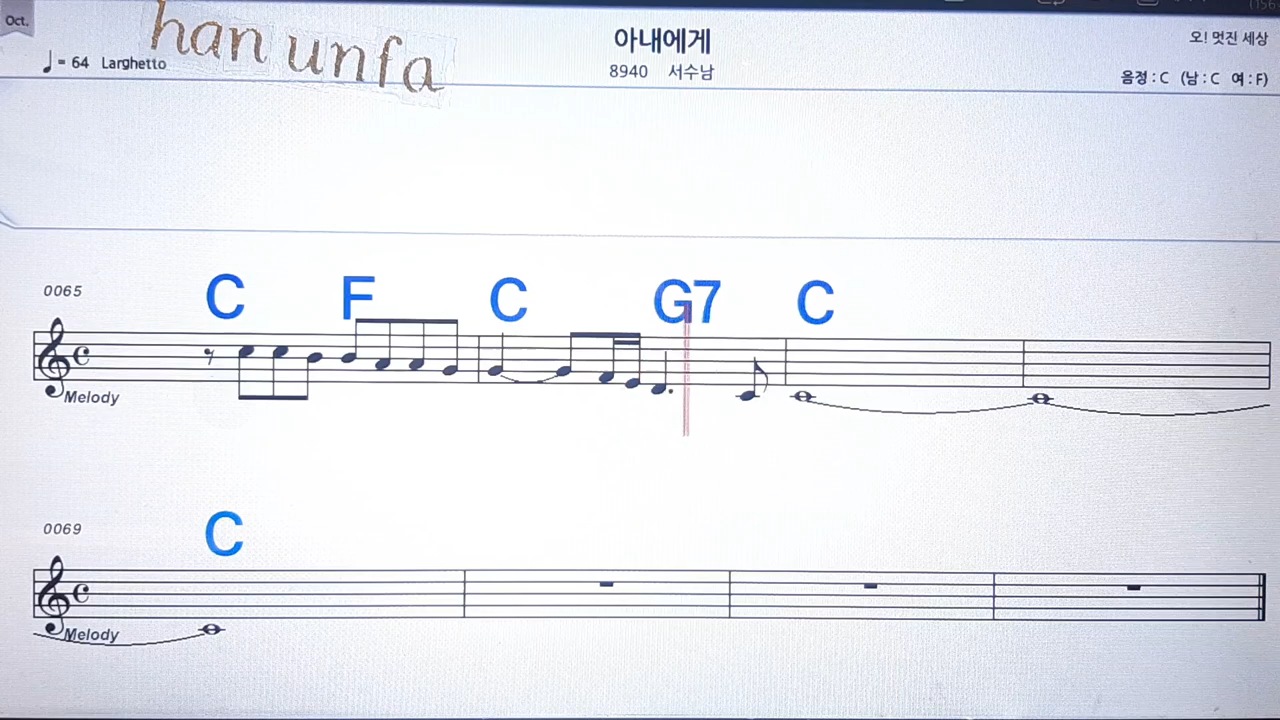 Oct.
han unfa
♩= 64 Larghetto
아내에게
8940 서수남
오! 멋진 세상
음정 : C (남 : C 여 : F)
C F C G7 C
0065
Melody
C
0069
Melody